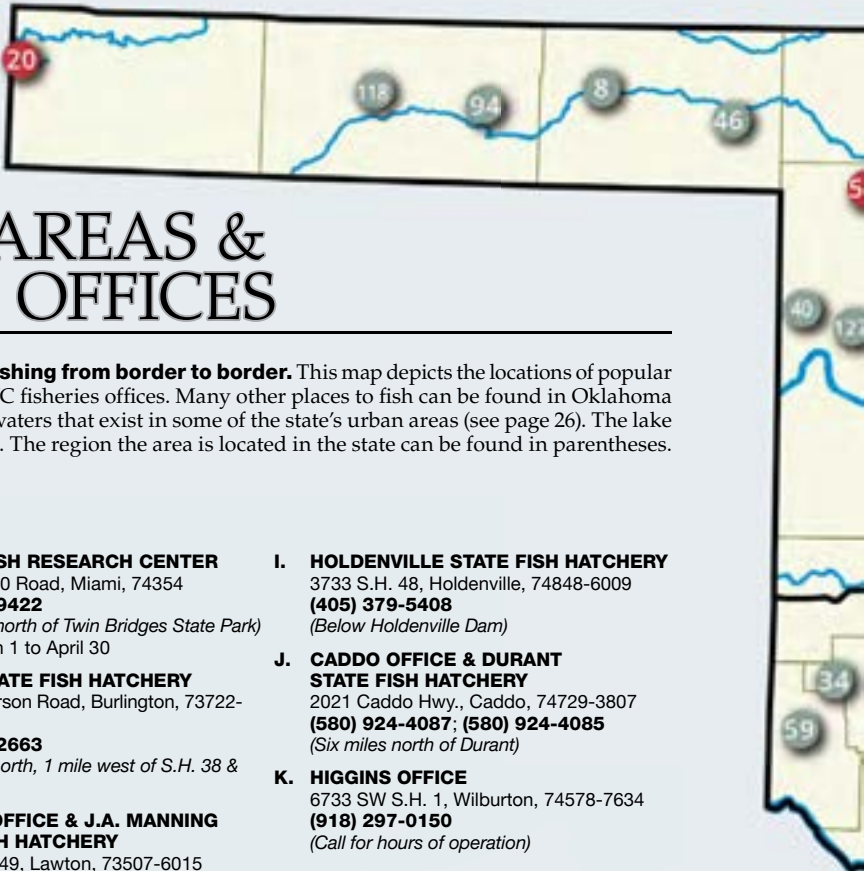 20
118
94
8
46
5
40
127
34
59
AREAS &
OFFICES
shing from border to border. This map depicts the locations of popular
C fisheries offices. Many other places to fish can be found in Oklahoma
waters that exist in some of the state's urban areas (see page 26). The lake
. The region the area is located in the state can be found in parentheses.
SH RESEARCH CENTER
0 Road, Miami, 74354
9422
north of Twin Bridges State Park)
1 to April 30
ATE FISH HATCHERY
rson Road, Burlington, 73722-
2663
orth, 1 mile west of S.H. 38 &
OFFICE & J.A. MANNING
H HATCHERY
49, Lawton, 73507-6015
I. HOLDENVILLE STATE FISH HATCHERY
3733 S.H. 48, Holdenville, 74848-6009
(405) 379-5408
(Below Holdenville Dam)
J. CADDO OFFICE & DURANT
STATE FISH HATCHERY
2021 Caddo Hwy., Caddo, 74729-3807
(580) 924-4087; (580) 924-4085
(Six miles north of Durant)
K. HIGGINS OFFICE
6733 SW S.H. 1, Wilburton, 74578-7634
(918) 297-0150
(Call for hours of operation)